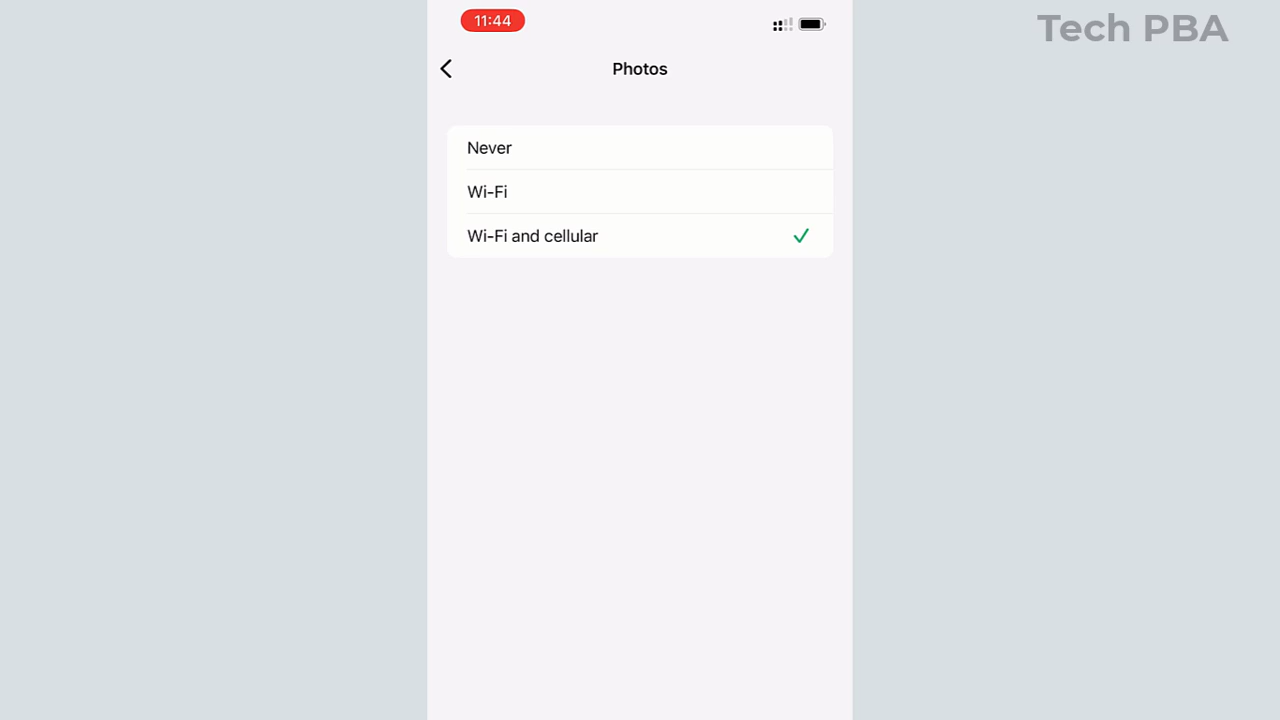 11:44
Tech PBA
Photos
Never
Wi-Fi
Wi-Fi and cellular